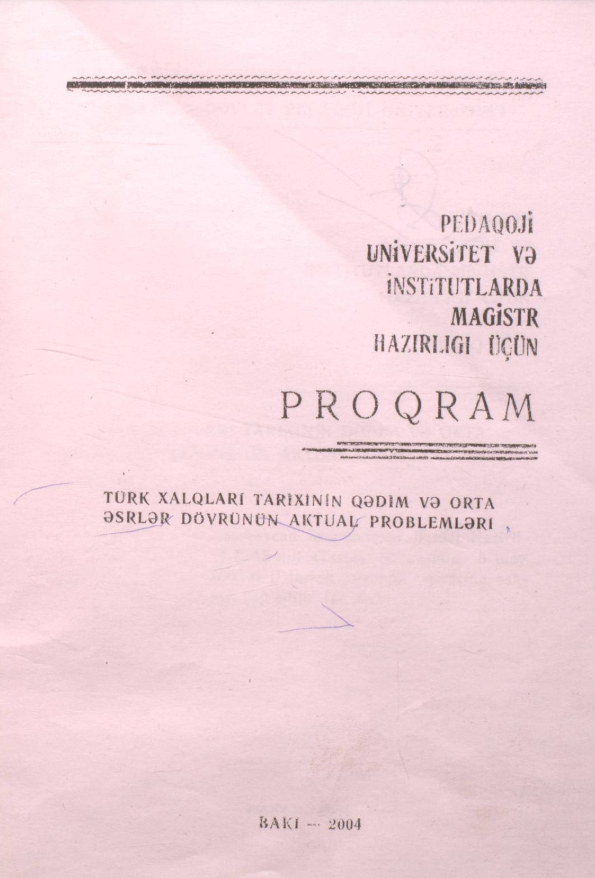 PEDAQOJİ
UNİVERSİTET VƏ
İNSTİTUTLARDA
MAGİSTR
HAZIRLIGI ÜÇÜN
PROQRAM
TÜRK XALQLARI TARİXİNİN QƏDİM VƏ ORTA
ƏSRLƏR DÖVRÜNÜN AKTUAL PROBLEMLƏRİ
BAKI — 2004